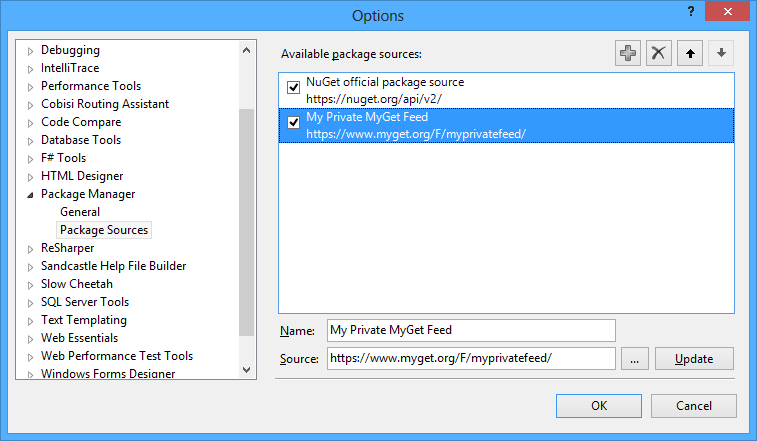 Options
?
Debugging
IntelliTrace
Performance Tools
Cobisi Routing Assistant
Code Compare
Database Tools
F# Tools
HTML Designer
Package Manager
General
Package Sources
ReSharper
Sandcastle Help File Builder
Slow Cheetah
SQL Server Tools
Text Templating
Web Essentials
Web Performance Test Tools
Windows Forms Designer
Available package sources:
NuGet official package source
https://nuget.org/api/v2/
My Private MyGet Feed
https://www.myget.org/F/myprivatefeed/
Name: My Private MyGet Feed
Source: https://www.myget.org/F/myprivatefeed/ ... Update
OK Cancel